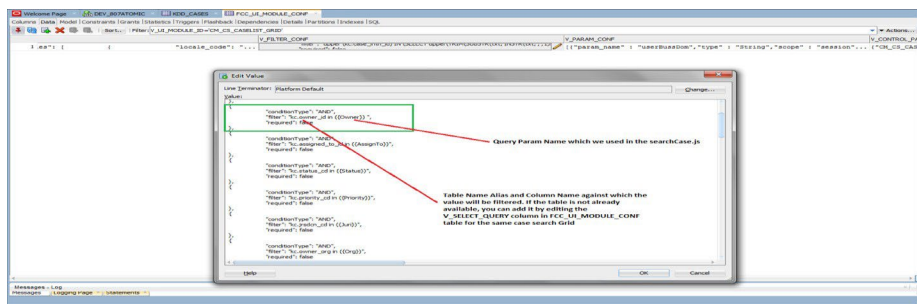 Welcome Page DEV_807ATOMIC KDD_CASES FCC_UI_MODULE_CONF
Columns Data Model Constraints Grants Statistics Triggers Flashback Dependencies Details Partitions Indexes SQL
Sort.. Filter: V_UI_MODULE_ID='CM_CS_CASELIST_GRID' Actions...
V_FILTER_CONF V_PARAM_CONF V_CONTROL_PA
"locals_code": "... [{"param_name" : "userBussDom","type" : "String","scope" : "session"... ["CM_CS_CAS
Edit Value
Line Terminator: Platform Default Change...
Value:
},
{
"conditionType": "AND",
"filter": "kc.owner_id in ({Owner}) ",
"required": false
},
{
"conditionType": "AND",
"filter": "kc.assigned_to_id in ({AssignTo})",
"required": false
},
{
"conditionType": "AND",
"filter": "kc.status_cd in ({Status})",
"required": false
},
{
"conditionType": "AND",
"filter": "kc.priority_cd in ({Priority})",
"required": false
},
{
"conditionType": "AND",
"filter": "kc.jrsdcn_cd in ({Juri})",
"required": false
},
{
"conditionType": "AND",
"filter": "kc.owner_org in ({Org})",
"required": false
Query Param Name which we used in the searchCase.js
Table Name Alias and Column Name against which the
value will be filtered. If the table is not already
available, you can add it by editing the
V_SELECT_QUERY column in FCC_UI_MODULE_CONF
table for the same case search Grid
Help OK Cancel
Messages - Log
Messages Logging Page Statements